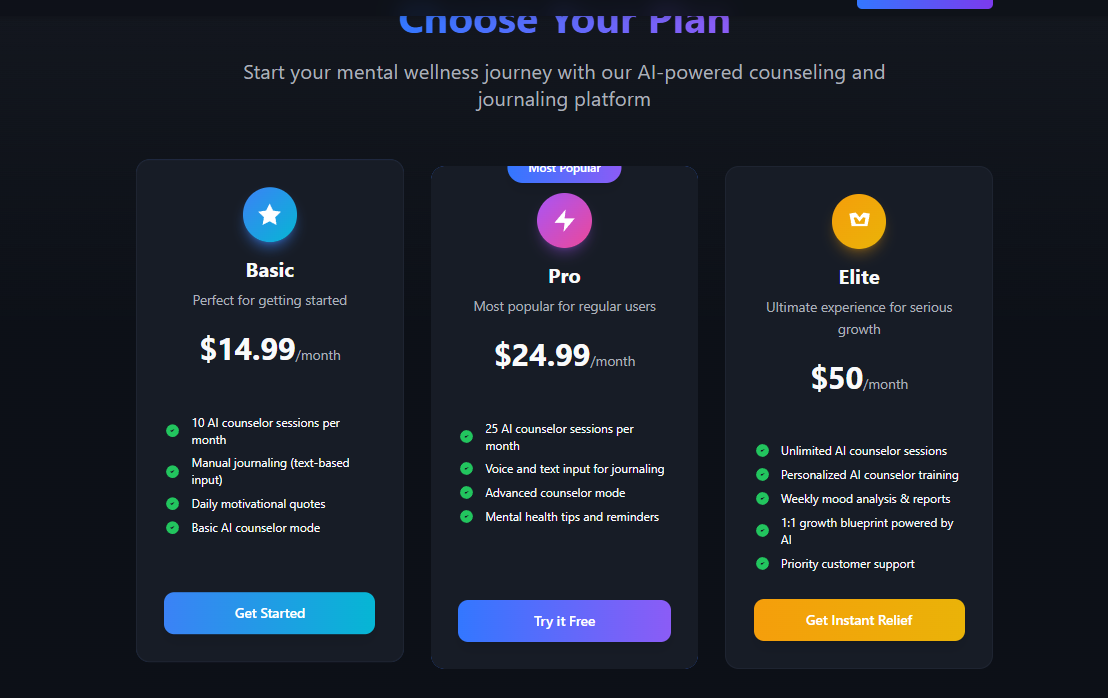 Choose Your Plan
Start your mental wellness journey with our AI-powered counseling and
journaling platform
Basic
Perfect for getting started
$14.99/month
10 AI counselor sessions per
month
Manual journaling (text-based
input)
Daily motivational quotes
Basic AI counselor mode
Get Started
Most Popular
Pro
Most popular for regular users
$24.99/month
25 AI counselor sessions per
month
Voice and text input for journaling
Advanced counselor mode
Mental health tips and reminders
Try it Free
Elite
Ultimate experience for serious
growth
$50/month
Unlimited AI counselor sessions
Personalized AI counselor training
Weekly mood analysis & reports
1:1 growth blueprint powered by
AI
Priority customer support
Get Instant Relief